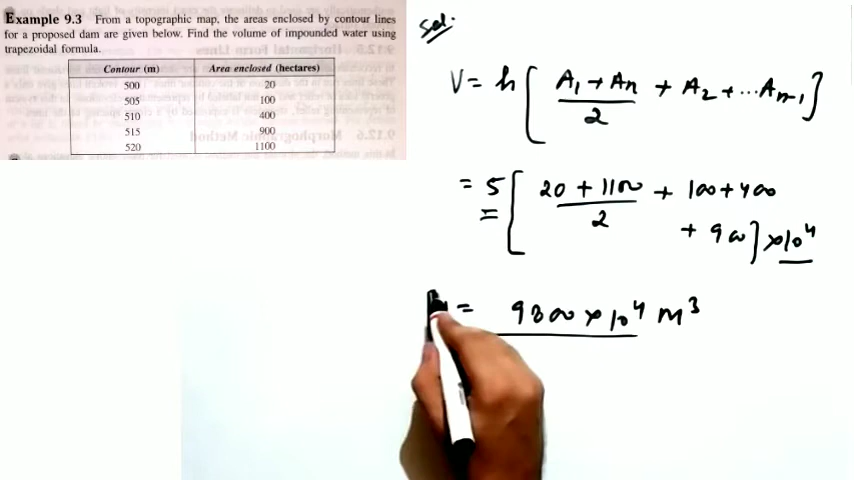 Example 9.3 From a topographic map, the areas enclosed by contour lines
for a proposed dam are given below. Find the volume of impounded water using
trapezoidal formula.
Contour (m) Area enclosed (hectares)
500 20
505 100
510 400
515 900
520 1100
Sol:
V = h [ A1 + An / 2 + A2 + ... An-1 ]
= 5 [ 20 + 1100 / 2 + 100 + 400
+ 900 ] × 10^4
= 9800 × 10^4 m^3